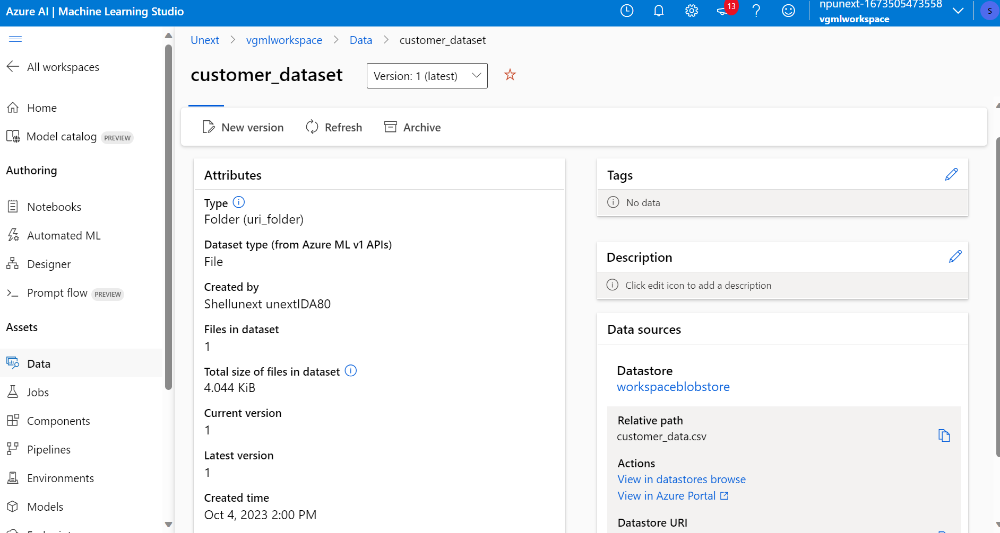 Azure AI | Machine Learning Studio
13
npunext-1673505473558
vgmlworkspace
S
All workspaces
Home
Model catalog PREVIEW
Authoring
Notebooks
Automated ML
Designer
Prompt flow PREVIEW
Assets
Data
Jobs
Components
Pipelines
Environments
Models
Unext > vgmlworkspace > Data > customer_dataset
customer_dataset
Version: 1 (latest)
New version
Refresh
Archive
Attributes
Type
Folder (uri_folder)
Dataset type (from Azure ML v1 APIs)
File
Created by
Shellunext unextIDA80
Files in dataset
1
Total size of files in dataset
4.044 KiB
Current version
1
Latest version
1
Created time
Oct 4, 2023 2:00 PM
Tags
No data
Description
Click edit icon to add a description
Data sources
Datastore
workspaceblobstore
Relative path
customer_data.csv
Actions
View in datastores browse
View in Azure Portal
Datastore URI